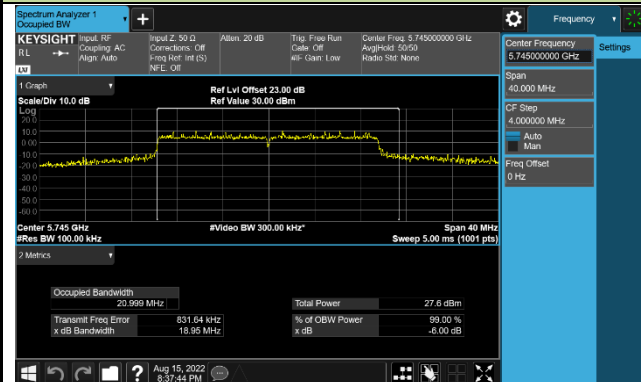 Spectrum Analyzer 1
Occupied BW
Frequency
KEYSIGHT
RL
LXI
Input: RF
Coupling: AC
Align: Auto
Input Z: 50 Ω
Corrections: Off
Freq Ref: Int (S)
NFE: Off
Atten: 20 dB
Trig: Free Run
Gate: Off
#IF Gain: Low
Center Freq: 5.745000000 GHz
Avg|Hold: 50/50
Radio Std: None
Center Frequency
5.745000000 GHz
Settings
Span
40.000 MHz
CF Step
4.000000 MHz
Auto
Man
Freq Offset
0 Hz
1 Graph
Scale/Div 10.0 dB
Ref Lvl Offset 23.00 dB
Ref Value 30.00 dBm
Log
20.0
10.0
0.00
-10.0
-20.0
-30.0
-40.0
-50.0
-60.0
Center 5.745 GHz
#Res BW 100.00 kHz
#Video BW 300.00 kHz*
Span 40 MHz
Sweep 5.00 ms (1001 pts)
2 Metrics
Occupied Bandwidth
20.999 MHz
Total Power 27.6 dBm
Transmit Freq Error 831.64 kHz
% of OBW Power 99.00 %
x dB Bandwidth 18.95 MHz
x dB -6.00 dB
Aug 15, 2022
8:37:44 PM